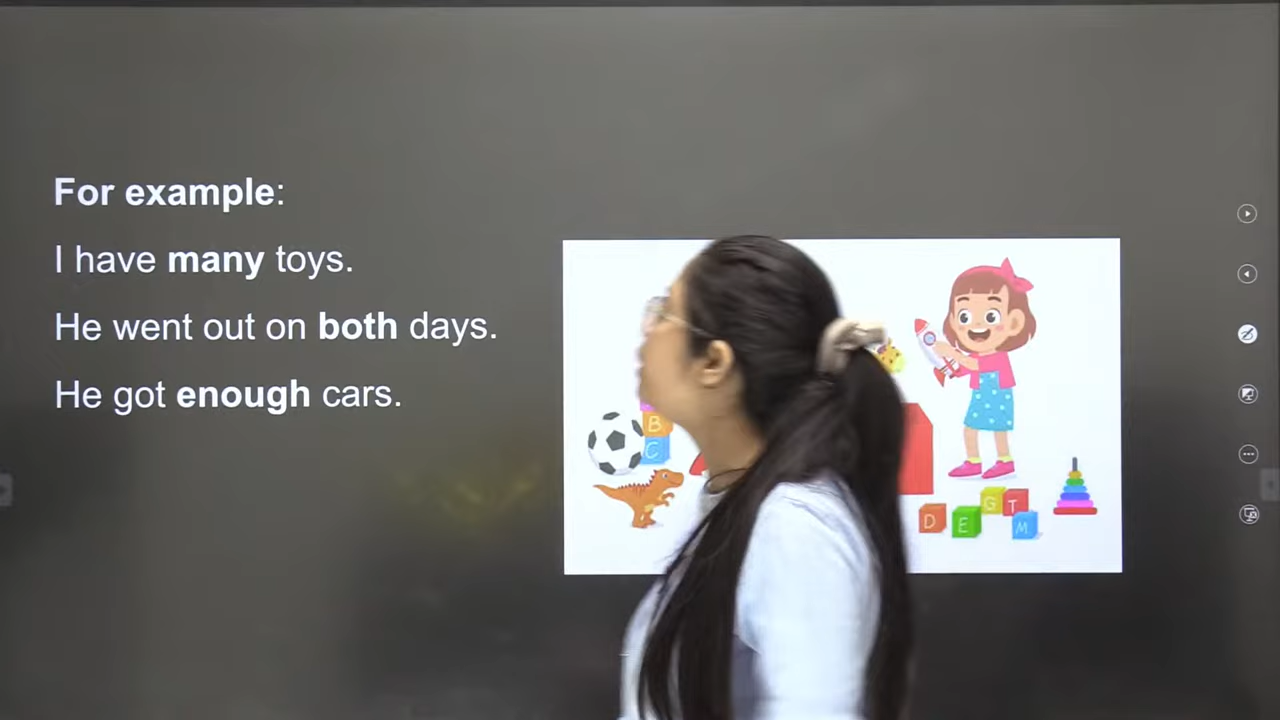 For example:
I have many toys.
He went out on both days.
He got enough cars.
B
C
D
E
G
T
M